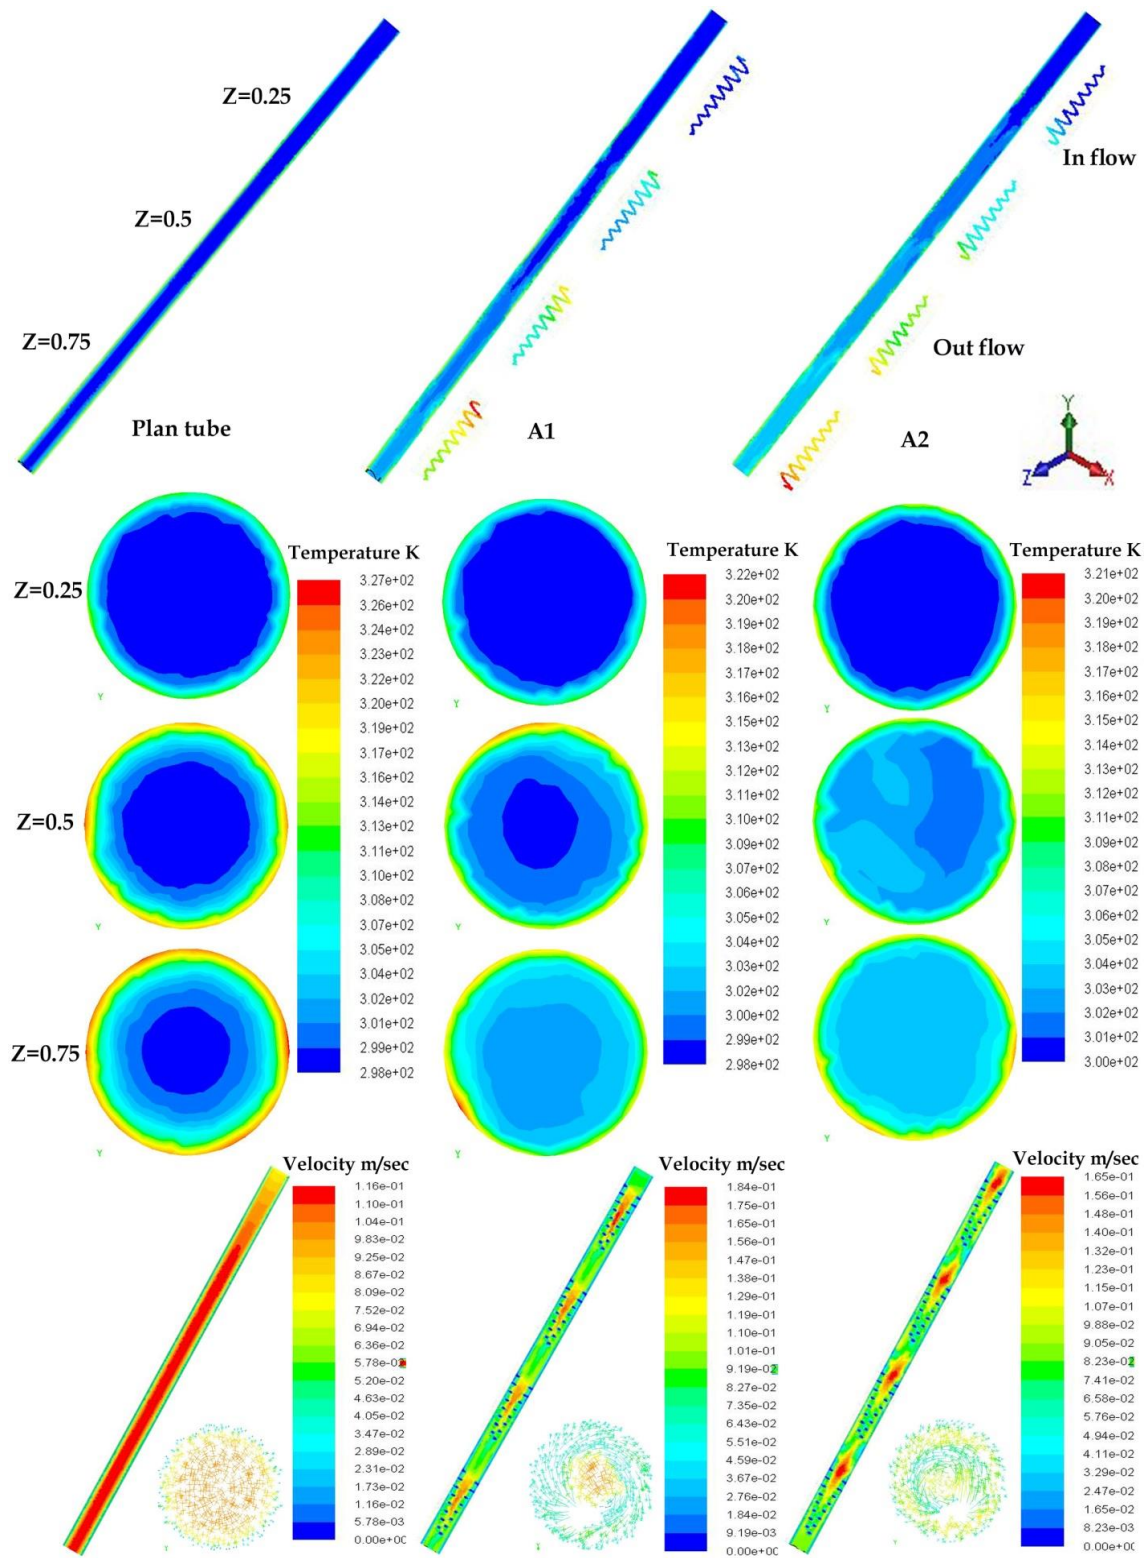 Z=0.25
In flow
Z=0.5
Z=0.75
Out flow
Plan tube
A1
A2
Y
Z
X
Temperature K
Temperature K
Temperature K
Z=0.25
3.27e+02
3.26e+02
3.24e+02
3.23e+02
3.22e+02
3.20e+02
3.19e+02
3.17e+02
3.16e+02
3.14e+02
3.13e+02
3.11e+02
3.10e+02
3.08e+02
3.07e+02
3.05e+02
3.04e+02
3.02e+02
3.01e+02
2.99e+02
2.98e+02
3.22e+02
3.20e+02
3.19e+02
3.18e+02
3.17e+02
3.16e+02
3.15e+02
3.13e+02
3.12e+02
3.11e+02
3.10e+02
3.09e+02
3.07e+02
3.06e+02
3.05e+02
3.04e+02
3.03e+02
3.02e+02
3.00e+02
2.99e+02
2.98e+02
3.21e+02
3.20e+02
3.19e+02
3.18e+02
3.17e+02
3.16e+02
3.15e+02
3.14e+02
3.13e+02
3.12e+02
3.11e+02
3.09e+02
3.08e+02
3.07e+02
3.06e+02
3.05e+02
3.04e+02
3.03e+02
3.02e+02
3.01e+02
3.00e+02
Y
Y
Y
Z=0.5
Y
Y
Y
Z=0.75
Y
Y
Y
Velocity m/sec
Velocity m/sec
Velocity m/sec
1.16e-01
1.10e-01
1.04e-01
9.83e-02
9.25e-02
8.67e-02
8.09e-02
7.52e-02
6.94e-02
6.36e-02
5.78e-02
5.20e-02
4.63e-02
4.05e-02
3.47e-02
2.89e-02
2.31e-02
1.73e-02
1.16e-02
5.78e-03
0.00e+00
1.84e-01
1.75e-01
1.65e-01
1.56e-01
1.47e-01
1.38e-01
1.29e-01
1.19e-01
1.10e-01
1.01e-01
9.19e-02
8.27e-02
7.35e-02
6.43e-02
5.51e-02
4.59e-02
3.67e-02
2.76e-02
1.84e-02
9.19e-03
0.00e+00
1.65e-01
1.56e-01
1.48e-01
1.40e-01
1.32e-01
1.23e-01
1.15e-01
1.07e-01
9.88e-02
9.05e-02
8.23e-02
7.41e-02
6.58e-02
5.76e-02
4.94e-02
4.11e-02
3.29e-02
2.47e-02
1.65e-02
8.23e-03
0.00e+00